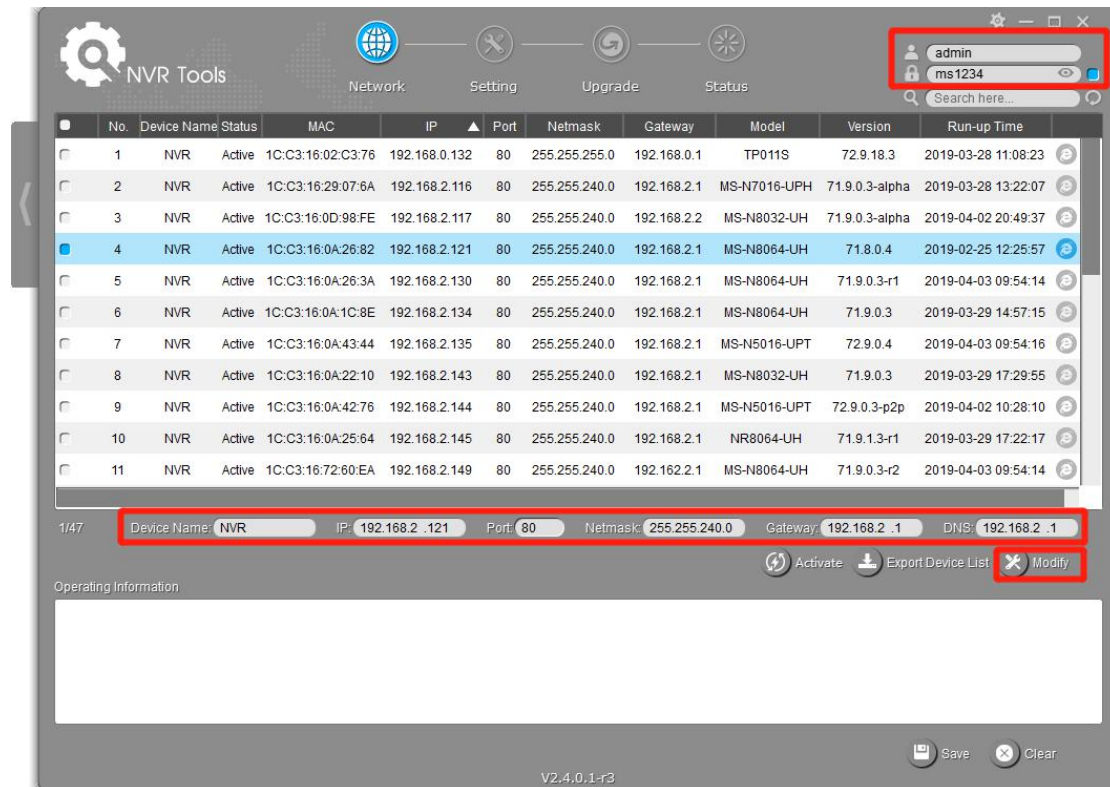 admin
NVR Tools
ms1234
Network Setting Upgrade Status
Search here...
No. Device Name Status MAC IP Port Netmask Gateway Model Version Run-up Time
1 NVR Active 1C:C3:16:02:C3:76 192.168.0.132 80 255.255.255.0 192.168.0.1 TP011S 72.9.18.3 2019-03-28 11:08:23
2 NVR Active 1C:C3:16:29:07:6A 192.168.2.116 80 255.255.240.0 192.168.2.1 MS-N7016-UPH 71.9.0.3-alpha 2019-03-28 13:22:07
3 NVR Active 1C:C3:16:0D:98:FE 192.168.2.117 80 255.255.240.0 192.168.2.2 MS-N8032-UH 71.9.0.3-alpha 2019-04-02 20:49:37
4 NVR Active 1C:C3:16:0A:26:82 192.168.2.121 80 255.255.240.0 192.168.2.1 MS-N8064-UH 71.8.0.4 2019-02-25 12:25:57
5 NVR Active 1C:C3:16:0A:26:3A 192.168.2.130 80 255.255.240.0 192.168.2.1 MS-N8064-UH 71.9.0.3-r1 2019-04-03 09:54:14
6 NVR Active 1C:C3:16:0A:1C:8E 192.168.2.134 80 255.255.240.0 192.168.2.1 MS-N8064-UH 71.9.0.3 2019-03-29 14:57:15
7 NVR Active 1C:C3:16:0A:43:44 192.168.2.135 80 255.255.240.0 192.168.2.1 MS-N5016-UPT 72.9.0.4 2019-04-03 09:54:16
8 NVR Active 1C:C3:16:0A:22:10 192.168.2.143 80 255.255.240.0 192.168.2.1 MS-N8032-UH 71.9.0.3 2019-03-29 17:29:55
9 NVR Active 1C:C3:16:0A:42:76 192.168.2.144 80 255.255.240.0 192.168.2.1 MS-N5016-UPT 72.9.0.3-p2p 2019-04-02 10:28:10
10 NVR Active 1C:C3:16:0A:25:64 192.168.2.145 80 255.255.240.0 192.168.2.1 NR8064-UH 71.9.1.3-r1 2019-03-29 17:22:17
11 NVR Active 1C:C3:16:72:60:EA 192.168.2.149 80 255.255.240.0 192.162.2.1 MS-N8064-UH 71.9.0.3-r2 2019-04-03 09:54:14
1/47 Device Name: NVR IP: 192.168.2 .121 Port: 80 Netmask: 255.255.240.0 Gateway: 192.168.2 .1 DNS: 192.168.2 .1
Activate Export Device List Modify
Operating Information
Save Clear
V2.4.0.1-r3